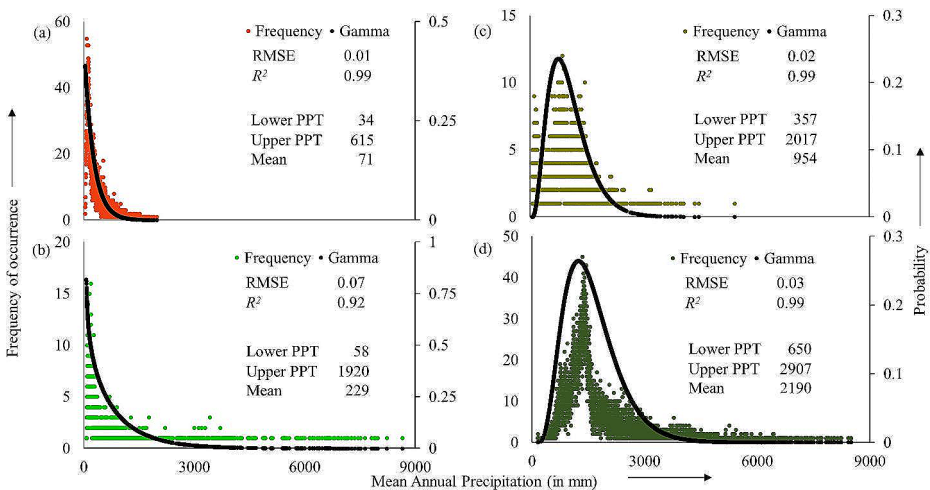 (a)
60
40
20
0
0.5
0.25
0
Frequency Gamma
RMSE 0.01
R² 0.99
Lower PPT 34
Upper PPT 615
Mean 71
(b)
20
15
10
5
0
1
0.75
0.5
0.25
0
Frequency Gamma
RMSE 0.07
R² 0.92
Lower PPT 58
Upper PPT 1920
Mean 229
0 3000 6000 9000
(c)
15
10
5
0
0.3
0.2
0.1
0
Frequency Gamma
RMSE 0.02
R² 0.99
Lower PPT 357
Upper PPT 2017
Mean 954
(d)
50
40
30
20
10
0
0.3
0.2
0.1
0
Frequency Gamma
RMSE 0.03
R² 0.99
Lower PPT 650
Upper PPT 2907
Mean 2190
0 3000 6000 9000
Frequency of occurrence
Probability
Mean Annual Precipitation (in mm)